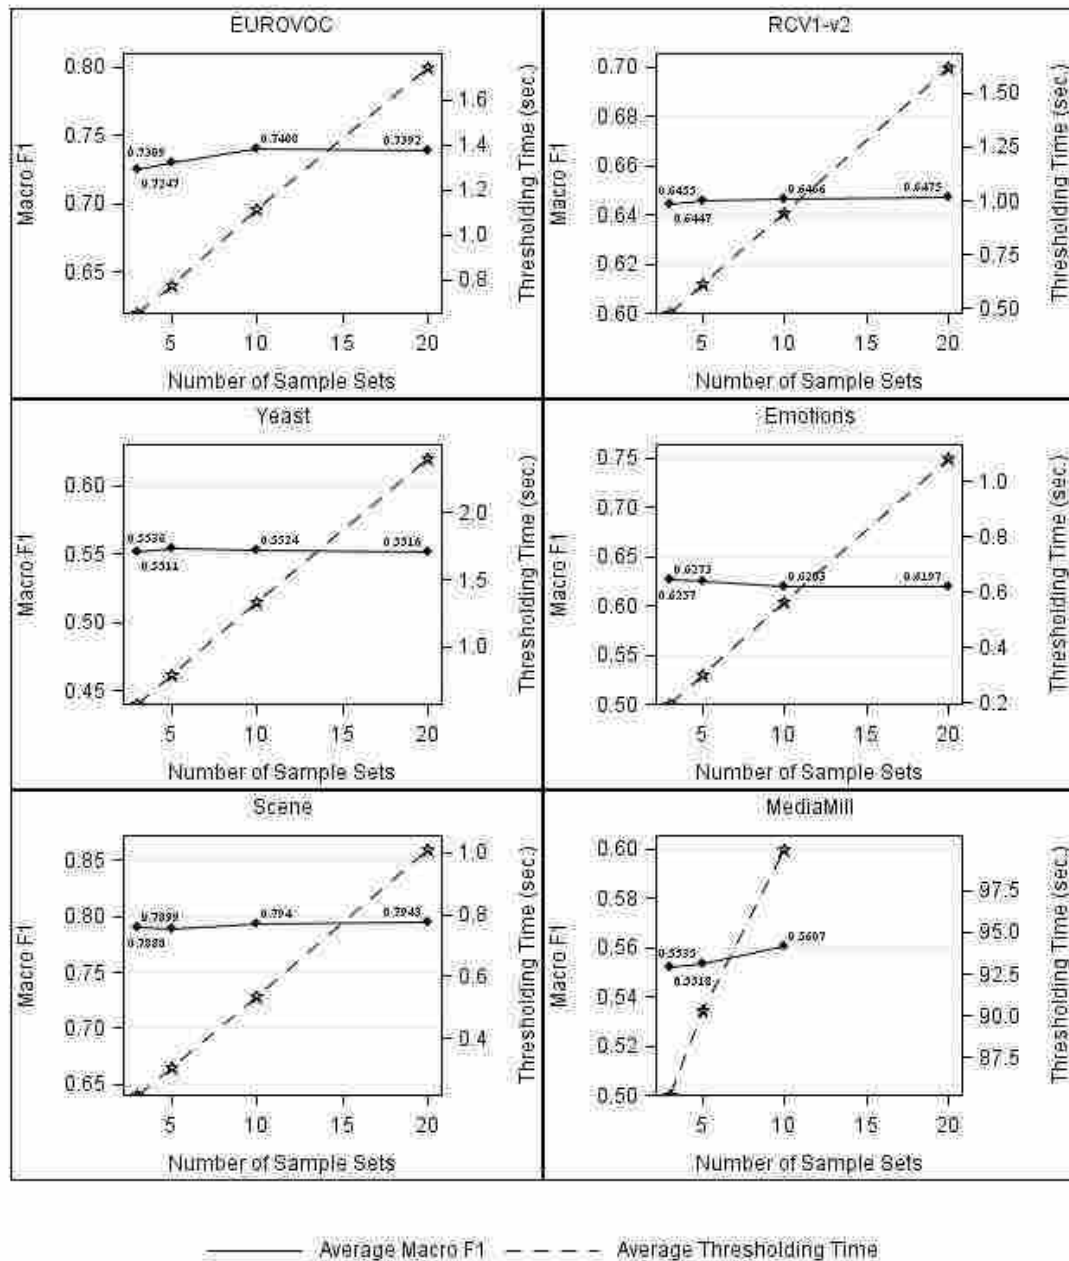 EUROVOC
0.80
0.75
0.70
0.65
Macro F1
0.7309
0.7247
0.7400
0.7392
1.6
1.4
1.2
1.0
0.8
Thresholding Time (sec.)
5 10 15 20
Number of Sample Sets
RCV1-v2
0.70
0.68
0.66
0.64
0.62
0.60
Macro F1
0.6455
0.6447
0.6466
0.6475
1.50
1.25
1.00
0.75
0.50
Thresholding Time (sec.)
5 10 15 20
Number of Sample Sets
Yeast
0.60
0.55
0.50
0.45
Macro F1
0.5536
0.5511
0.5524
0.5516
2.0
1.5
1.0
Thresholding Time (sec.)
5 10 15 20
Number of Sample Sets
Emotions
0.75
0.70
0.65
0.60
0.55
0.50
Macro F1
0.6273
0.6257
0.6203
0.6197
1.0
0.8
0.6
0.4
0.2
Thresholding Time (sec.)
5 10 15 20
Number of Sample Sets
Scene
0.85
0.80
0.75
0.70
0.65
Macro F1
0.7899
0.7888
0.794
0.7943
1.0
0.8
0.6
0.4
Thresholding Time (sec.)
5 10 15 20
Number of Sample Sets
MediaMill
0.60
0.58
0.56
0.54
0.52
0.50
Macro F1
0.5535
0.5518
0.5607
97.5
95.0
92.5
90.0
87.5
Thresholding Time (sec.)
5 10 15 20
Number of Sample Sets
Average Macro F1 Average Thresholding Time